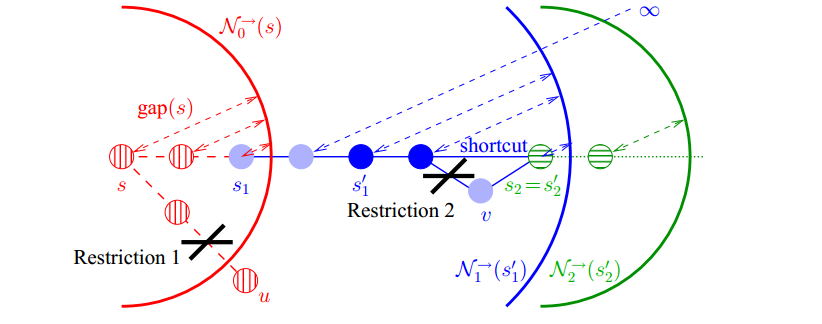 𝒩₀→(s)
∞
gap(s)
shortcut
s
s₁
s′₁
s₂ = s′₂
Restriction 2
v
Restriction 1
𝒩₁→(s′₁)
𝒩₂→(s′₂)
u